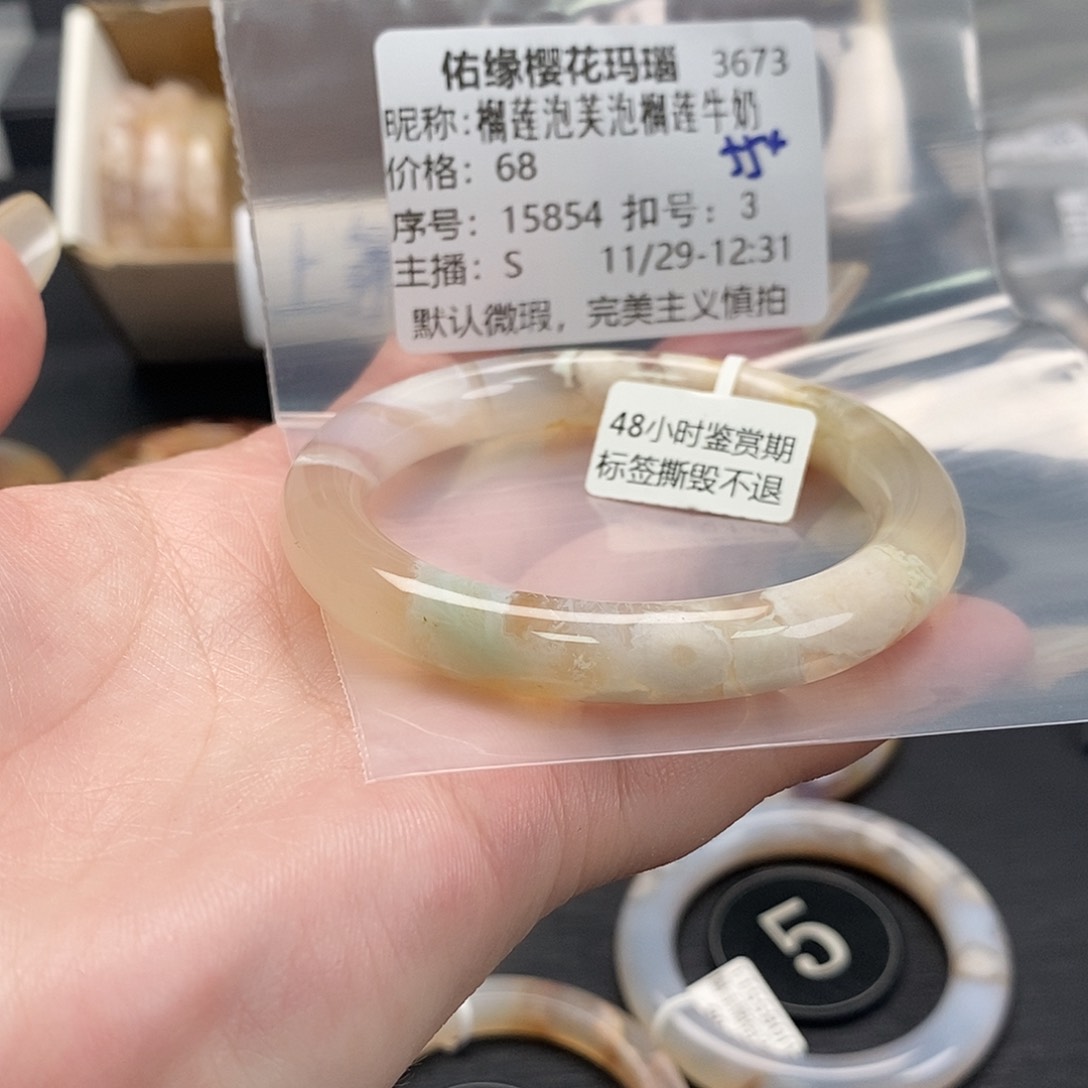 佑缘樱花玛瑙 3673
昵称:榴莲泡芙泡榴莲牛奶
价格: 68
序号: 15854 扣号: 3
主播: S 11/29-12:31
默认微瑕，完美主义慎拍
48小时鉴赏期
标签撕毁不退
5